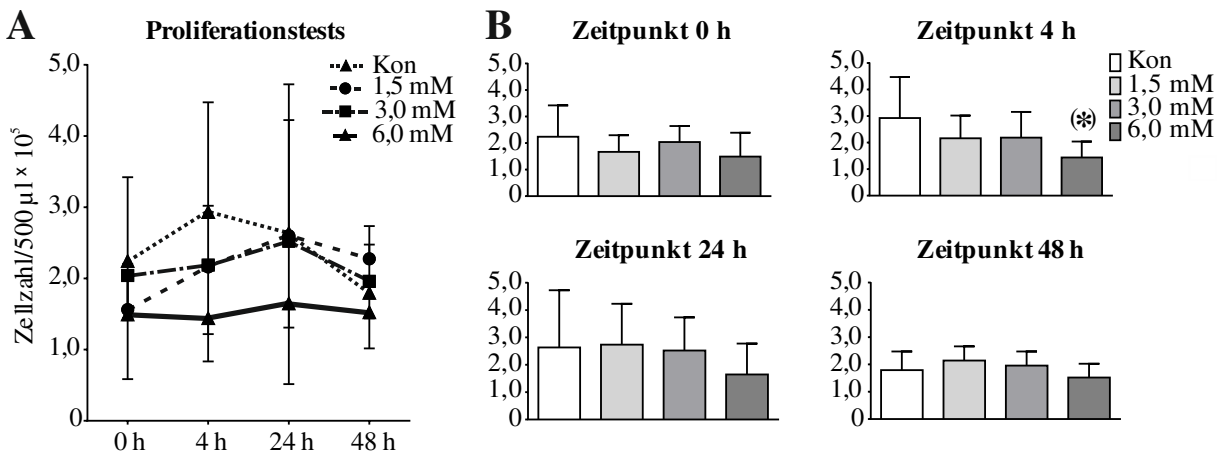 A
Proliferationstests
Zellzahl/500 µl × 10⁵
5,0
4,0
3,0
2,0
1,0
0
Kon
1,5 mM
3,0 mM
6,0 mM
0 h
4 h
24 h
48 h
B
Zeitpunkt 0 h
5,0
4,0
3,0
2,0
1,0
0
Zeitpunkt 4 h
5,0
4,0
3,0
2,0
1,0
0
(*)
Kon
1,5 mM
3,0 mM
6,0 mM
Zeitpunkt 24 h
5,0
4,0
3,0
2,0
1,0
0
Zeitpunkt 48 h
5,0
4,0
3,0
2,0
1,0
0